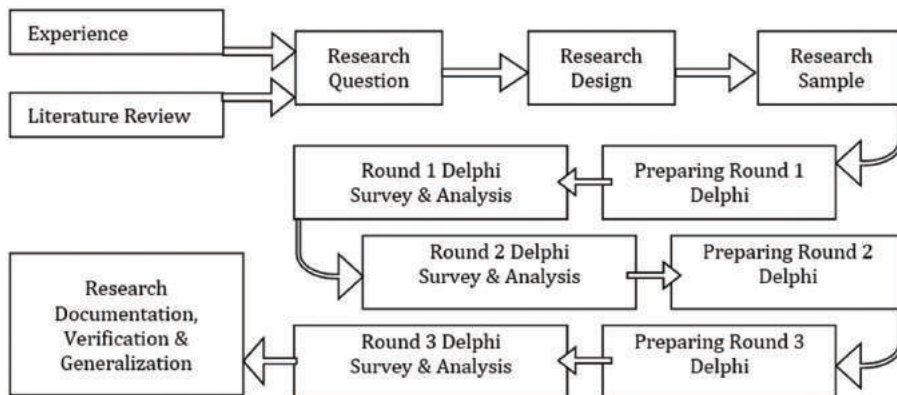 Experience
Literature Review
Research
Question
Research
Design
Research
Sample
Preparing Round 1
Delphi
Round 1 Delphi
Survey & Analysis
Round 2 Delphi
Survey & Analysis
Preparing Round 2
Delphi
Preparing Round 3
Delphi
Round 3 Delphi
Survey & Analysis
Research
Documentation,
Verification &
Generalization